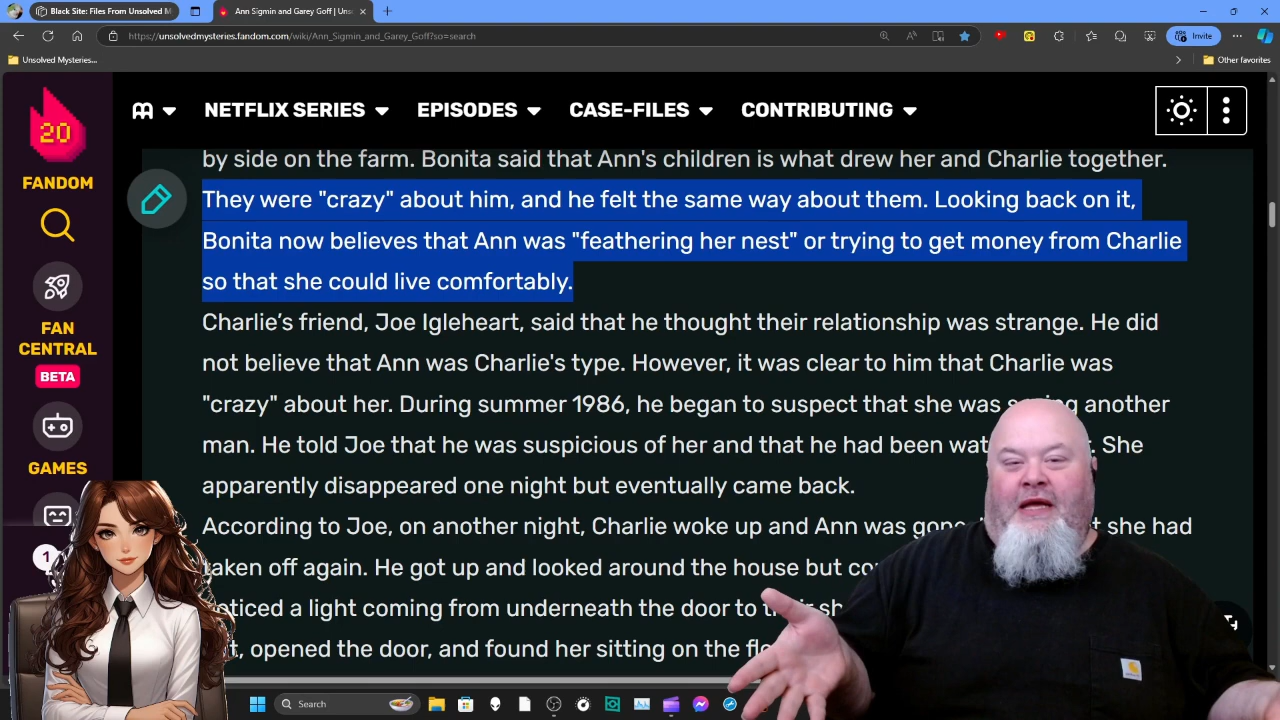 Black Site: Files From Unsolved M
Ann Sigmin and Garey Goff | Uns
https://unsolvedmysteries.fandom.com/wiki/Ann_Sigmin_and_Garey_Goff?so=search
Invite
Unsolved Mysteries...
Other favorites
20
FANDOM
FAN
CENTRAL
BETA
GAMES
1
NETFLIX SERIES
EPISODES
CASE-FILES
CONTRIBUTING
by side on the farm. Bonita said that Ann's children is what drew her and Charlie together.
They were "crazy" about him, and he felt the same way about them. Looking back on it,
Bonita now believes that Ann was "feathering her nest" or trying to get money from Charlie
so that she could live comfortably.
Charlie's friend, Joe Igleheart, said that he thought their relationship was strange. He did
not believe that Ann was Charlie's type. However, it was clear to him that Charlie was
"crazy" about her. During summer 1986, he began to suspect that she was seeing another
man. He told Joe that he was suspicious of her and that he had been She
apparently disappeared one night but eventually came back.
According to Joe, on another night, Charlie woke up and Ann was gone she had
taken off again. He got up and looked around the house but
noticed a light coming from underneath the door to their
opened the door, and found her sitting on the
Search